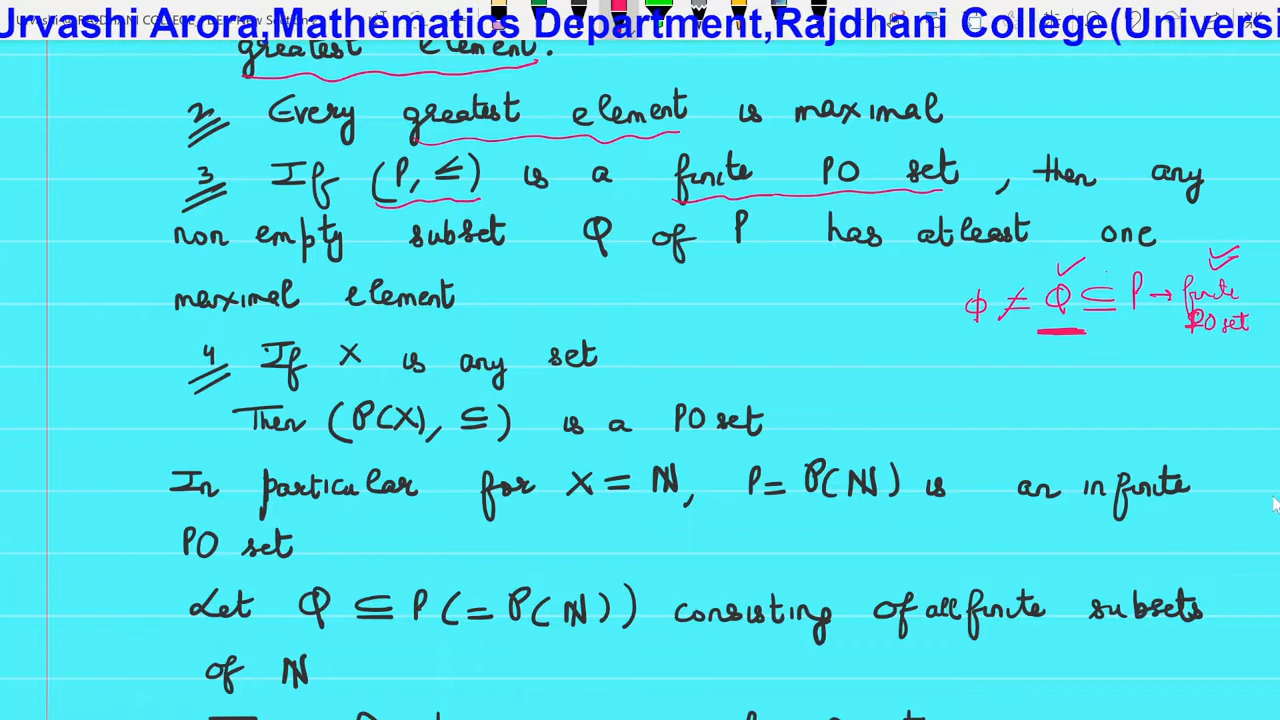 Urvashi Arora,Mathematics Department,Rajdhani College(Universi
greatest element.
2 Every greatest element is maximal
3 If (P, ≤) is a finite PO set, then any
non empty subset Q of P has atleast one
maximal element
ϕ ≠ Q ⊆ P → finite
PO set
4 If X is any set
Then (P(X), ⊆) is a PO set
In particular for X = ℕ, P = P(ℕ) is an infinite
PO set
Let Q ⊆ P (= P(ℕ)) consisting of all finite subsets
of ℕ